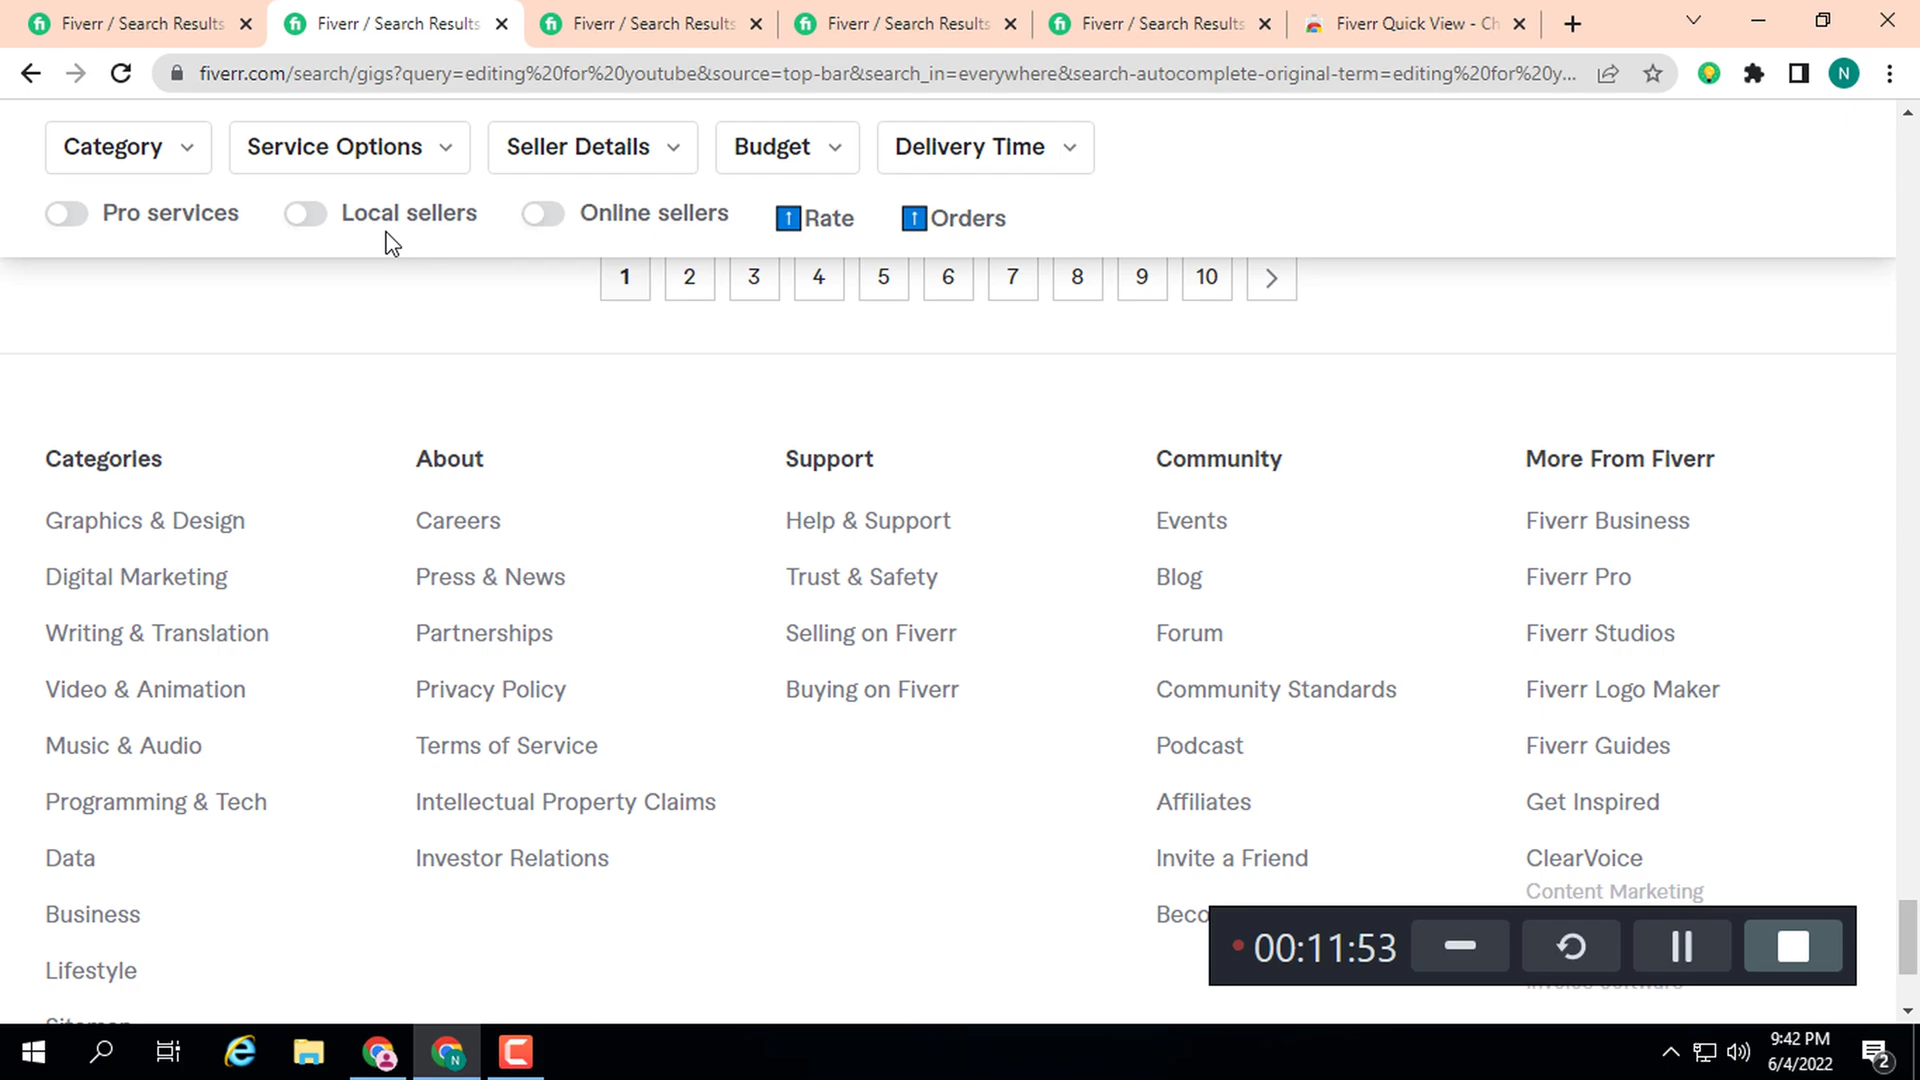 Fiverr / Search Results
Fiverr / Search Results
Fiverr / Search Results
Fiverr / Search Results
Fiverr / Search Results
Fiverr Quick View - Ch
fiverr.com/search/gigs?query=editing%20for%20youtube&source=top-bar&search_in=everywhere&search-autocomplete-original-term=editing%20for%20y...
N
Category
Service Options
Seller Details
Budget
Delivery Time
Pro services
Local sellers
Online sellers
↑Rate
↑Orders
1 2 3 4 5 6 7 8 9 10
Categories
About
Support
Community
More From Fiverr
Graphics & Design
Careers
Help & Support
Events
Fiverr Business
Digital Marketing
Press & News
Trust & Safety
Blog
Fiverr Pro
Writing & Translation
Partnerships
Selling on Fiverr
Forum
Fiverr Studios
Video & Animation
Privacy Policy
Buying on Fiverr
Community Standards
Fiverr Logo Maker
Music & Audio
Terms of Service
Podcast
Fiverr Guides
Programming & Tech
Intellectual Property Claims
Affiliates
Get Inspired
Data
Investor Relations
Invite a Friend
ClearVoice
Content Marketing
Business
Beco
00:11:53
Lifestyle
N
9:42 PM
6/4/2022
2